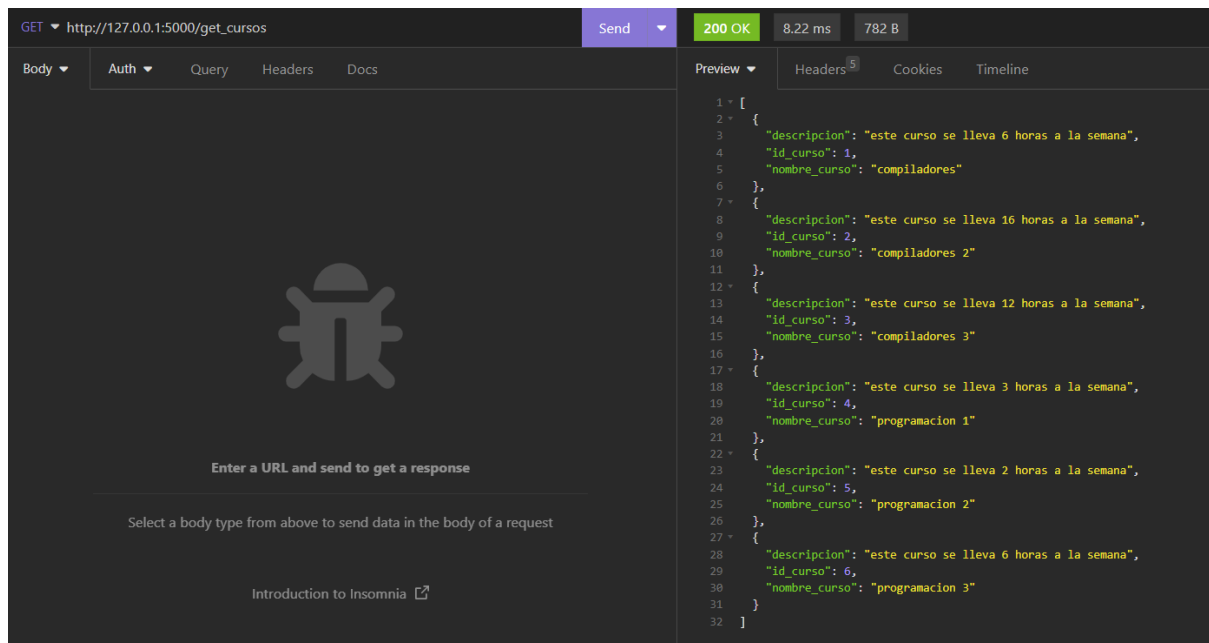 GET http://127.0.0.1:5000/get_cursos Send
Body Auth Query Headers Docs
Enter a URL and send to get a response
Select a body type from above to send data in the body of a request
Introduction to Insomnia
200 OK 8.22 ms 782 B
Preview Headers 5 Cookies Timeline
1 [
2 {
3 "descripcion": "este curso se lleva 6 horas a la semana",
4 "id_curso": 1,
5 "nombre_curso": "compiladores"
6 },
7 {
8 "descripcion": "este curso se lleva 16 horas a la semana",
9 "id_curso": 2,
10 "nombre_curso": "compiladores 2"
11 },
12 {
13 "descripcion": "este curso se lleva 12 horas a la semana",
14 "id_curso": 3,
15 "nombre_curso": "compiladores 3"
16 },
17 {
18 "descripcion": "este curso se lleva 3 horas a la semana",
19 "id_curso": 4,
20 "nombre_curso": "programacion 1"
21 },
22 {
23 "descripcion": "este curso se lleva 2 horas a la semana",
24 "id_curso": 5,
25 "nombre_curso": "programacion 2"
26 },
27 {
28 "descripcion": "este curso se lleva 6 horas a la semana",
29 "id_curso": 6,
30 "nombre_curso": "programacion 3"
31 }
32 ]